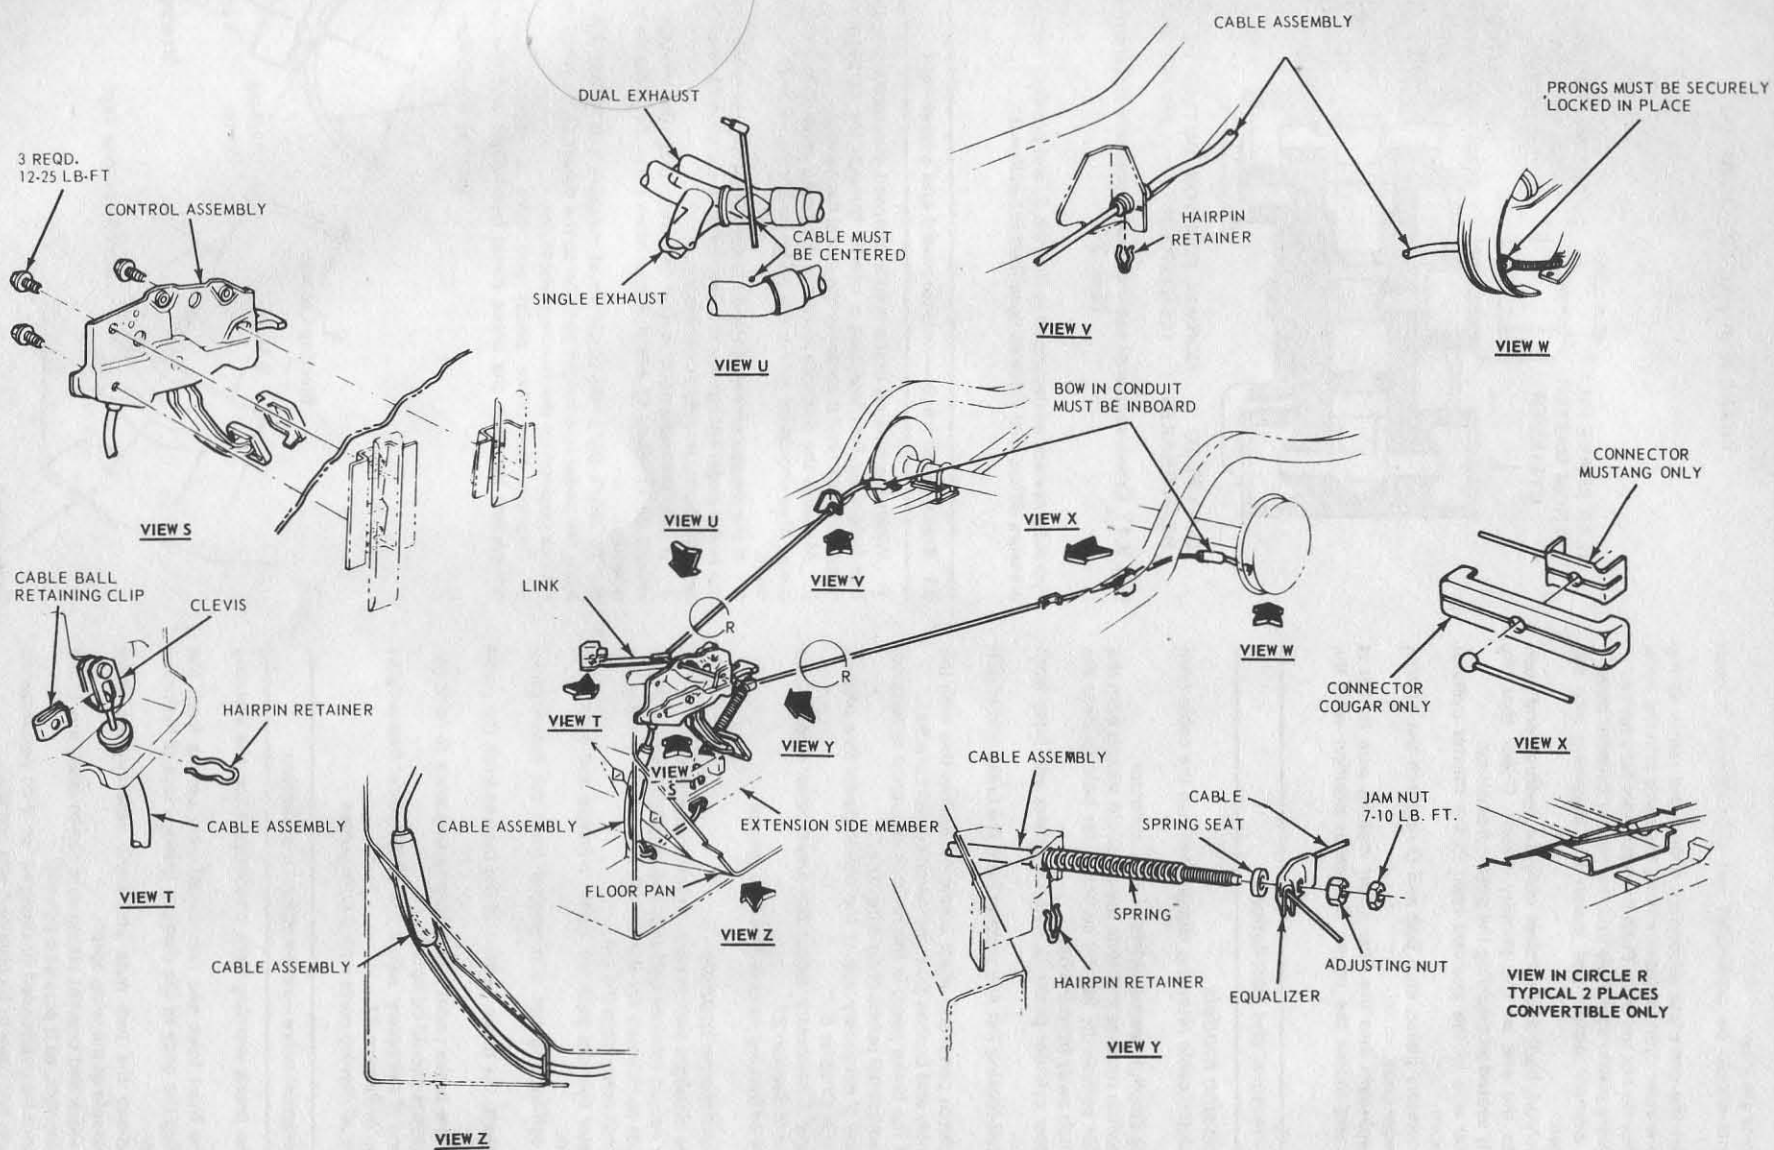 CABLE ASSEMBLY
PRONGS MUST BE SECURELY
LOCKED IN PLACE
DUAL EXHAUST
3 REQD.
12-25 LB-FT
CONTROL ASSEMBLY
CABLE MUST
BE CENTERED
SINGLE EXHAUST
VIEW U
HAIRPIN
RETAINER
VIEW V
VIEW W
VIEW S
BOW IN CONDUIT
MUST BE INBOARD
CONNECTOR
MUSTANG ONLY
CONNECTOR
COUGAR ONLY
VIEW X
VIEW U
VIEW X
VIEW V
VIEW W
LINK
R
R
VIEW T
VIEW Y
VIEW
S
CABLE ASSEMBLY
EXTENSION SIDE MEMBER
FLOOR PAN
VIEW Z
CABLE BALL
RETAINING CLIP
CLEVIS
HAIRPIN RETAINER
CABLE ASSEMBLY
VIEW T
CABLE ASSEMBLY
VIEW Z
CABLE ASSEMBLY
CABLE
SPRING SEAT
JAM NUT
7-10 LB. FT.
SPRING
HAIRPIN RETAINER
EQUALIZER
ADJUSTING NUT
VIEW Y
VIEW IN CIRCLE R
TYPICAL 2 PLACES
CONVERTIBLE ONLY